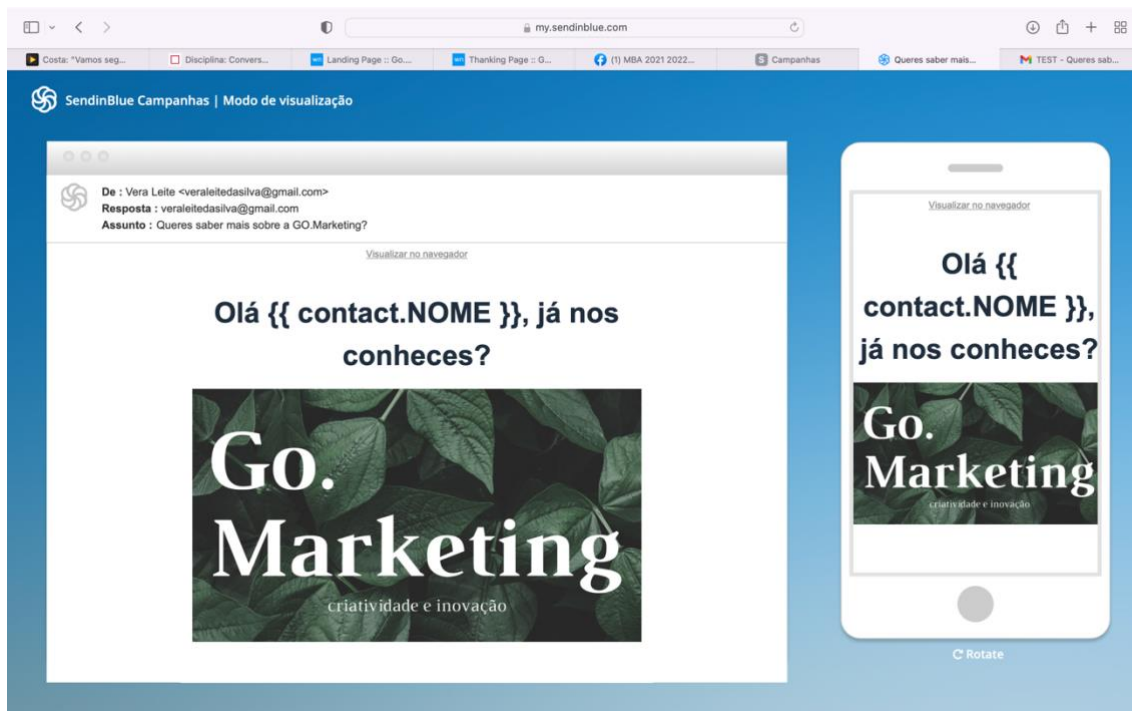 my.sendinblue.com
Costa: "Vamos seg...
Disciplina: Convers...
Landing Page :: Go....
Thanking Page :: G...
(1) MBA 2021 2022...
S Campanhas
Queres saber mais...
TEST - Queres sab...
SendinBlue Campanhas | Modo de visualização
De : Vera Leite <veraleitedasilva@gmail.com>
Resposta : veraleitedasilva@gmail.com
Assunto : Queres saber mais sobre a GO.Marketing?
Visualizar no navegador
Olá {{ contact.NOME }}, já nos
conheces?
Go.
Marketing
criatividade e inovação
Visualizar no navegador
Olá {{
contact.NOME }},
já nos conheces?
Go.
Marketing
criatividade e inovação
Rotate